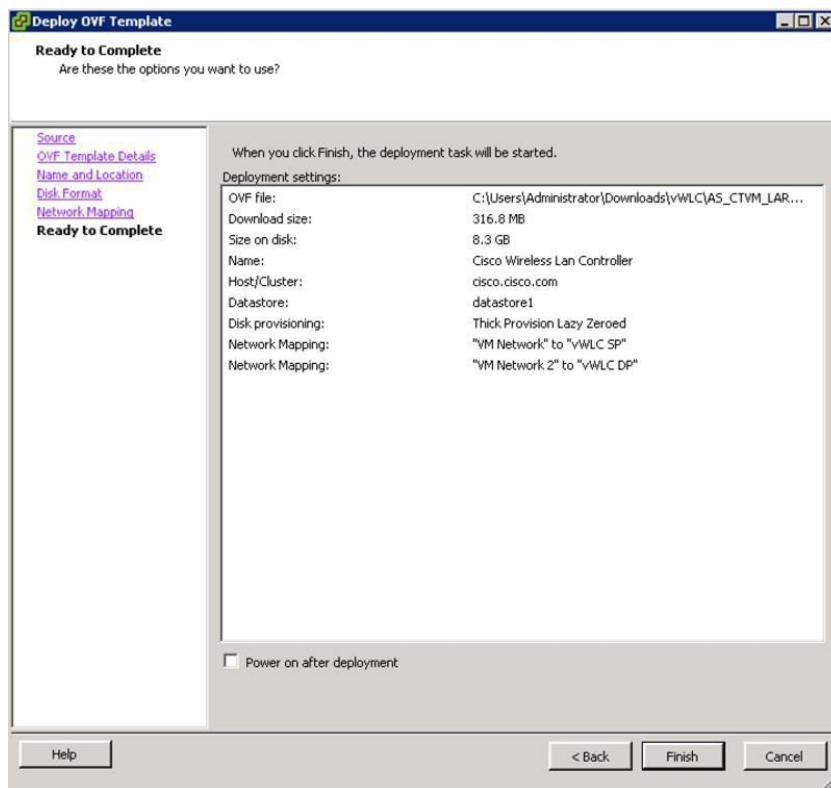 Deploy OVF Template
Ready to Complete
Are these the options you want to use?
Source
OVF Template Details
Name and Location
Disk Format
Network Mapping
Ready to Complete
When you click Finish, the deployment task will be started.
Deployment settings:
OVF file: C:\Users\Administrator\Downloads\vWLC\AS_CTVM_LAR...
Download size: 316.8 MB
Size on disk: 8.3 GB
Name: Cisco Wireless Lan Controller
Host/Cluster: cisco.cisco.com
Datastore: datastore1
Disk provisioning: Thick Provision Lazy Zeroed
Network Mapping: "VM Network" to "vWLC SP"
Network Mapping: "VM Network 2" to "vWLC DP"
Power on after deployment
Help < Back Finish Cancel